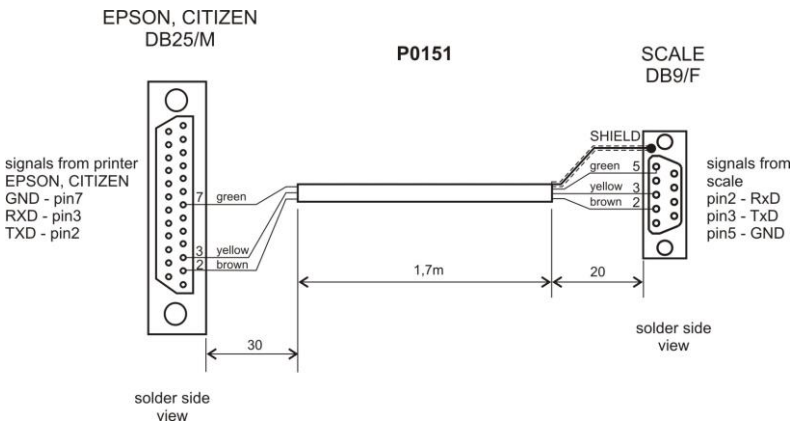 EPSON, CITIZEN
DB25/M
P0151
SCALE
DB9/F
SHIELD
signals from printer
EPSON, CITIZEN
GND - pin7
RXD - pin3
TXD - pin2
7 green
3 yellow
2 brown
green 5
yellow 3
brown 2
signals from
scale
pin2 - RxD
pin3 - TxD
pin5 - GND
1,7m
20
30
solder side
view
solder side
view